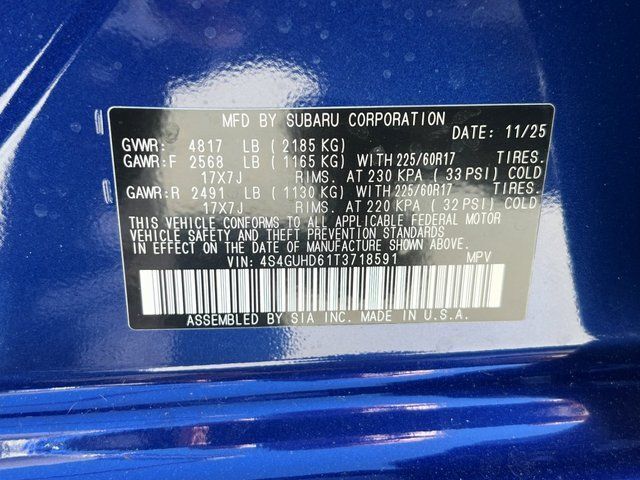 MFD BY SUBARU CORPORATION
DATE: 11/25
GVWR: 4817 LB (2185 KG)
GAWR:F 2568 LB (1165 KG) WITH 225/60R17 TIRES.
17X7J RIMS. AT 230 KPA ( 33 PSI) COLD
GAWR:R 2491 LB (1130 KG) WITH 225/60R17 TIRES.
17X7J RIMS. AT 220 KPA ( 32 PSI) COLD
THIS VEHICLE CONFORMS TO ALL APPLICABLE FEDERAL MOTOR
VEHICLE SAFETY AND THEFT PREVENTION STANDARDS
IN EFFECT ON THE DATE OF MANUFACTURE SHOWN ABOVE.
VIN: 4S4GUHD61T3718591 MPV
ASSEMBLED BY SIA INC. MADE IN U.S.A.